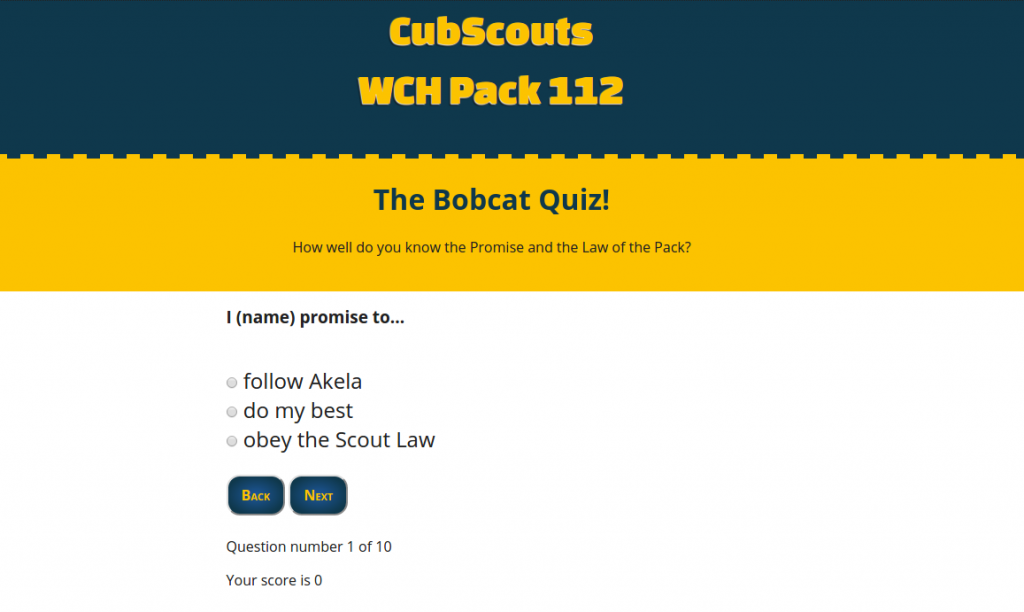 CubScouts
WCH Pack 112
The Bobcat Quiz!
How well do you know the Promise and the Law of the Pack?
I (name) promise to...
follow Akela
do my best
obey the Scout Law
Back Next
Question number 1 of 10
Your score is 0